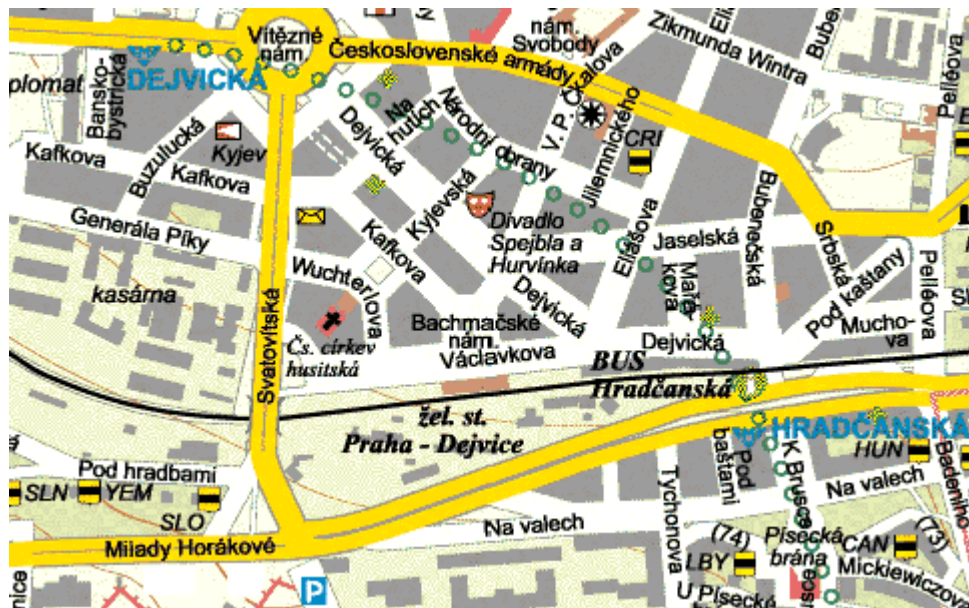 Vítězné
nám.
DEJVICKÁ
plomat
Bansko-
bystrická
Československé armády
nám.
Svobody
Zikmunda Wintra
Pelléova
Na
hutích
Národní obrany
V. P. Čkalova
Jilemnického
CRI
Kyjev
Buzulucká
Kafkova
Kafkova
Dejvická
Kyjevská
Divadlo
Spejbla a
Hurvínka
Eliášova
Bubenečská
Jaselská
Srbská
Generála Píky
Kafkova
Wuchterlova
kasárna
Svatovítská
Čs. církev
husitská
Bachmačské
nám.
Václavkova
Dejvická
Mařák
kova
Dejvická
Pod kaštany
Mucho-
va
Pelléova
BUS
Hradčanská
žel. st.
Praha - Dejvice
HRADČANSKÁ
Pod hradbami
SLN
YEM
SLO
Milady Horákové
Na valech
Tychonova
Pod
baštami
K Brusce
HUN
Badeního
Na valech
(74)
LBY
Písecká
brána
CAN
(73)
Mickiewiczova
U Písecké
P